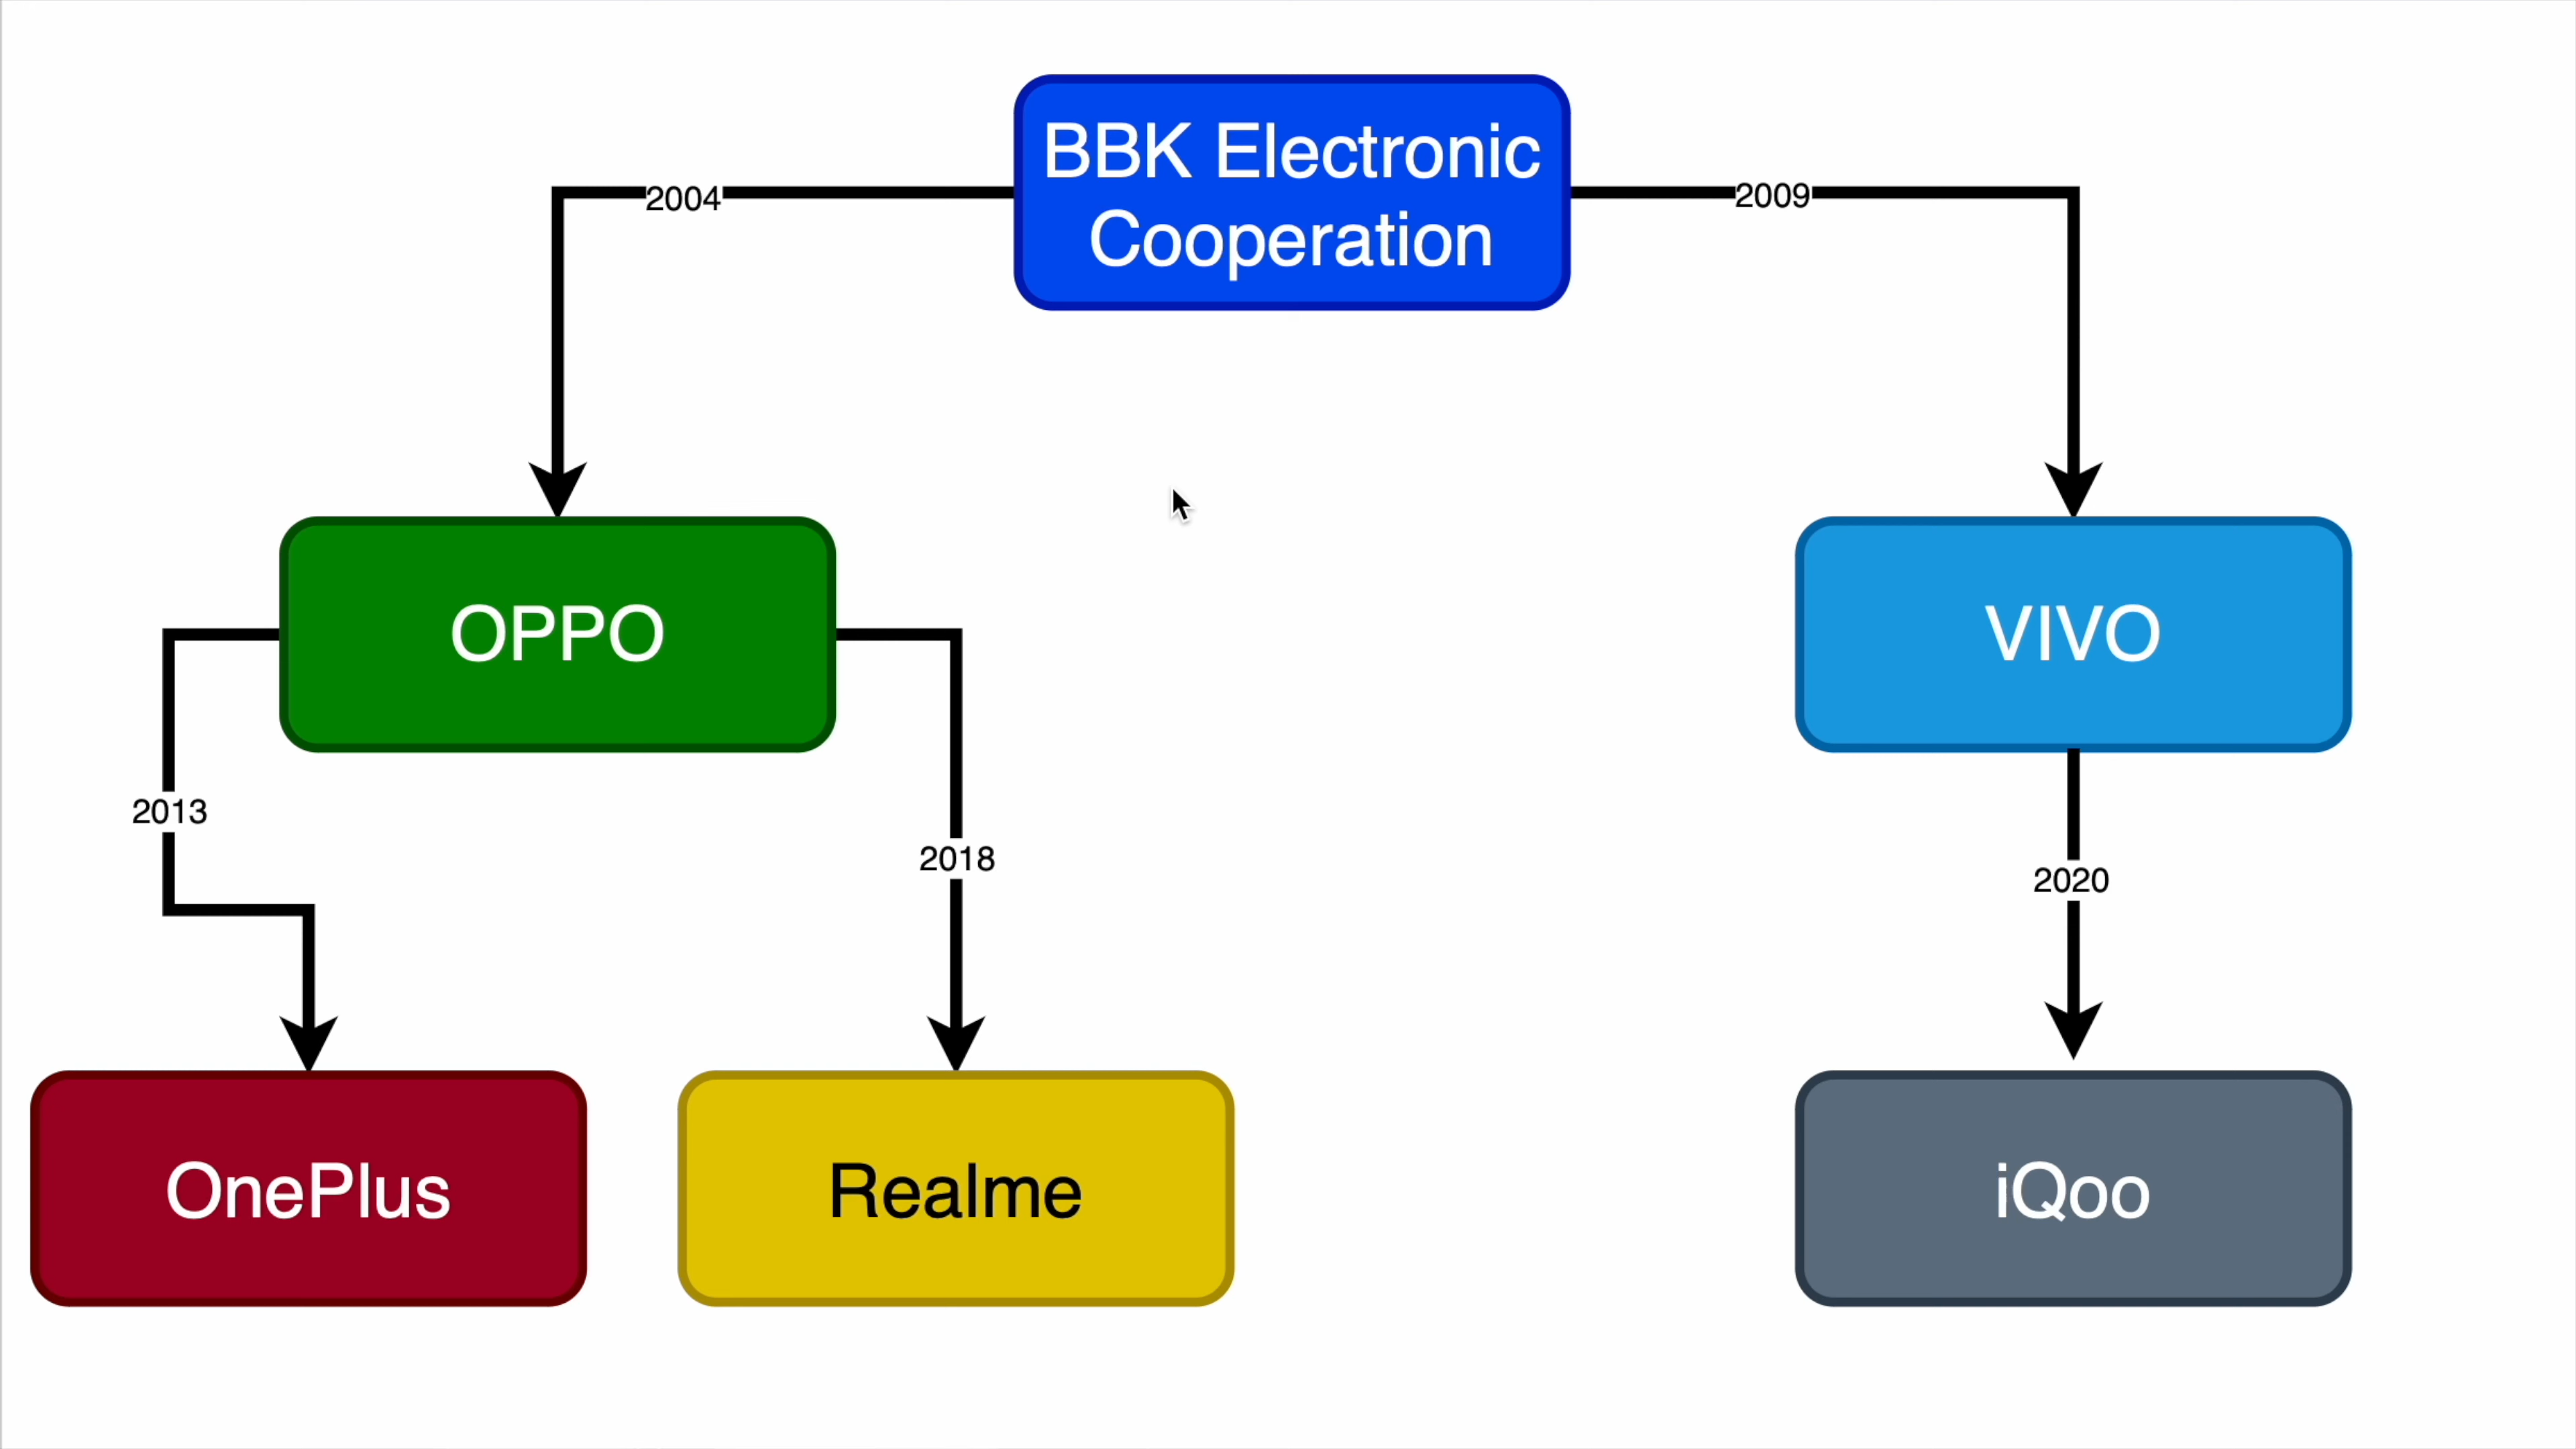 BBK Electronic
Cooperation
2004
2009
OPPO
VIVO
2013
2018
2020
OnePlus
Realme
iQoo